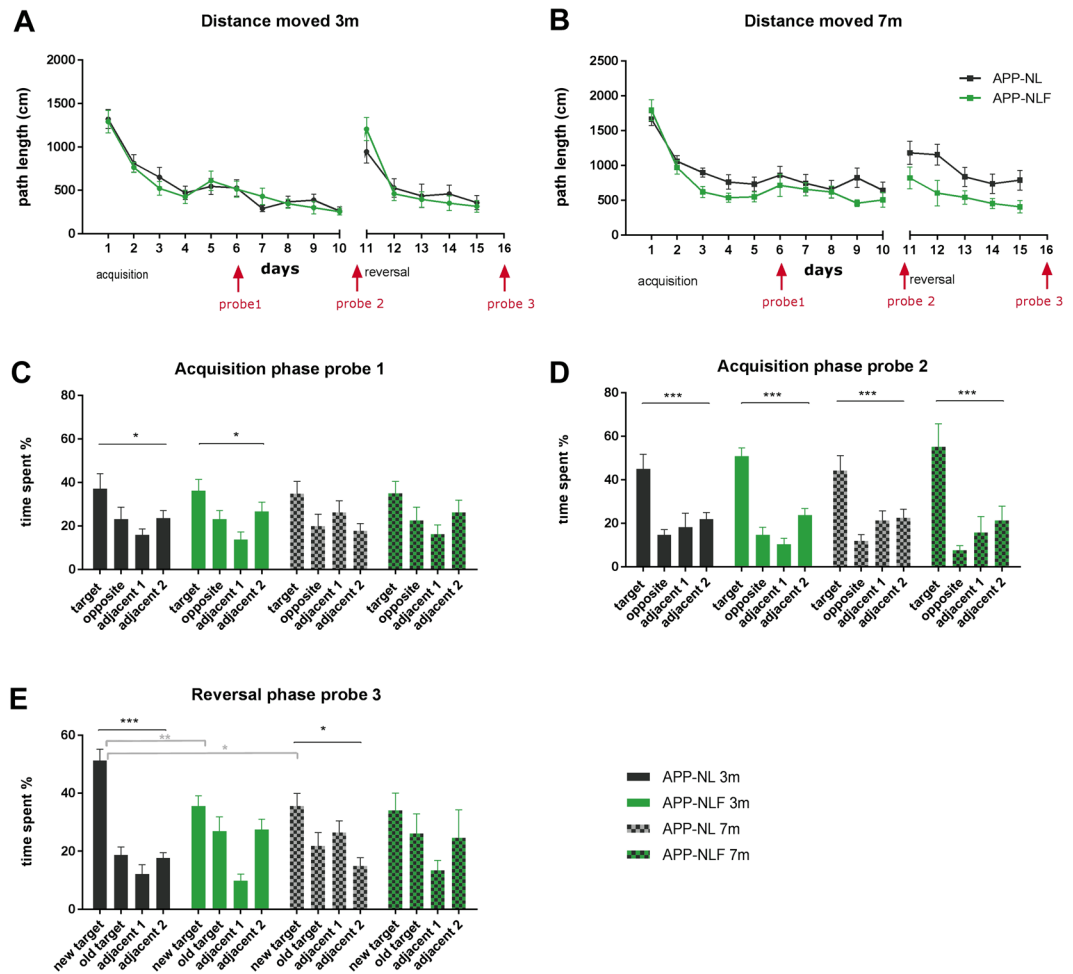 A
Distance moved 3m
path length (cm)
2000
1500
1000
500
0
1 2 3 4 5 6 7 8 9 10 11 12 13 14 15 16
acquisition
days
reversal
probe1
probe 2
probe 3
B
Distance moved 7m
APP-NL
APP-NLF
path length (cm)
2500
2000
1500
1000
500
0
1 2 3 4 5 6 7 8 9 10 11 12 13 14 15 16
acquisition
days
reversal
probe1
probe 2
probe 3
C
Acquisition phase probe 1
time spent %
80
60
40
20
0
* *
target opposite adjacent 1 adjacent 2 target opposite adjacent 1 adjacent 2 target opposite adjacent 1 adjacent 2 target opposite adjacent 1 adjacent 2
D
Acquisition phase probe 2
time spent %
80
60
40
20
0
*** *** *** ***
target opposite adjacent 1 adjacent 2 target opposite adjacent 1 adjacent 2 target opposite adjacent 1 adjacent 2 target opposite adjacent 1 adjacent 2
E
Reversal phase probe 3
time spent %
60
40
20
0
***
**
*
*
new target old target adjacent 1 adjacent 2 new target old target adjacent 1 adjacent 2 new target old target adjacent 1 adjacent 2 new target old target adjacent 1 adjacent 2
APP-NL 3m
APP-NLF 3m
APP-NL 7m
APP-NLF 7m